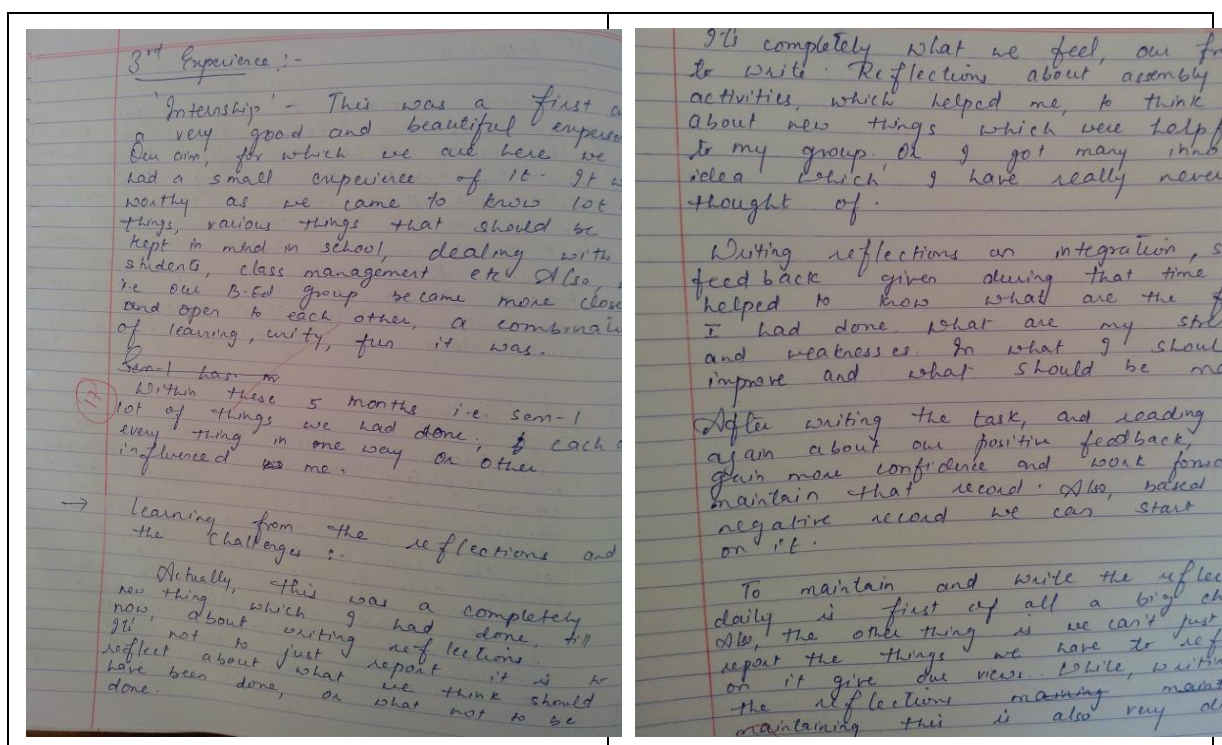 3rd Experience :-
'Internship' - This was a first
a very good and beautiful
Our aim, for which we are here we
had a small experience of it. It
worthy as we came to know lot
things, various things that should be
kept in mind in school, dealing with
students, class management etc Also,
i.e our B.Ed group became more close
and open to each other, a
of learning, unity, fun it was.
Sem-1 has
Within these 5 months i.e sem-1
lot of things we had done. each
every thing in one way or other
influenced me.
→ Learning from the reflections and
the challenges :-
Actually, this was a completely
new thing which I had done, till
now, about writing reflections.
It's not to just report it is to
reflect about what we think should
have been done, or what not to be
done.
It's completely what we feel, our
to write. Reflections about assembly
activities, which helped me, to think
about new things which were
to my group. Or I got many
idea which I have really never
thought of.
Writing reflections on integration,
feedback given during that time
helped to know what are the
I had done what are my
and weaknesses. In what I
improve and what should be
After writing the task, and reading
again about our positive feedback,
gain more confidence and work
maintain that record. Also, based
negative record we can start
on it.
To maintain and write the
daily is first of all a big
Also, the other thing is we can't just
report the things we have to
on it give our views. While,
the reflections
maintaining this is also very